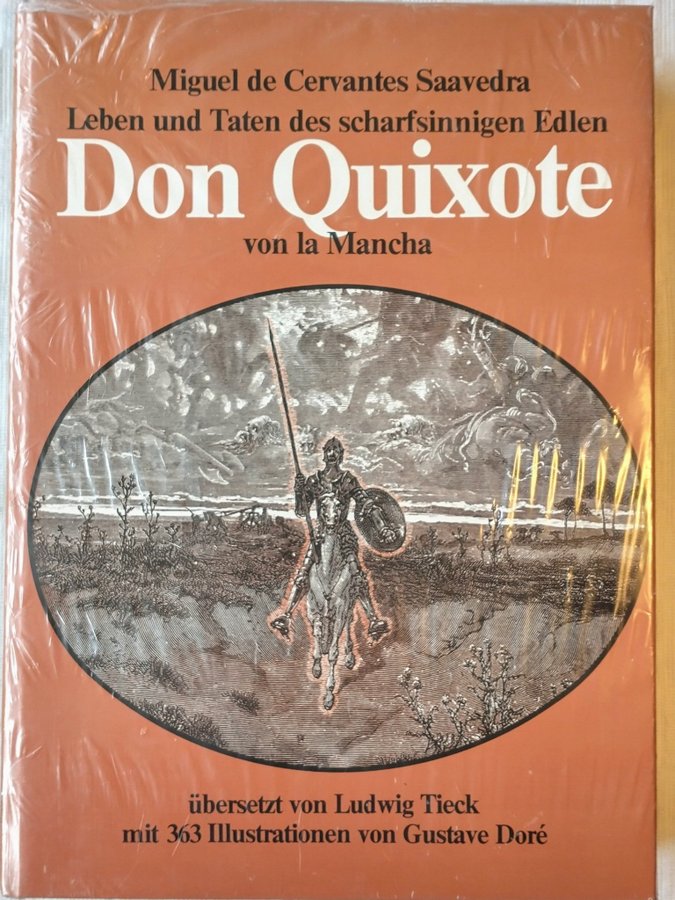 Miguel de Cervantes Saavedra
Leben und Taten des scharfsinnigen Edlen
Don Quixote
von la Mancha
übersetzt von Ludwig Tieck
mit 363 Illustrationen von Gustave Doré